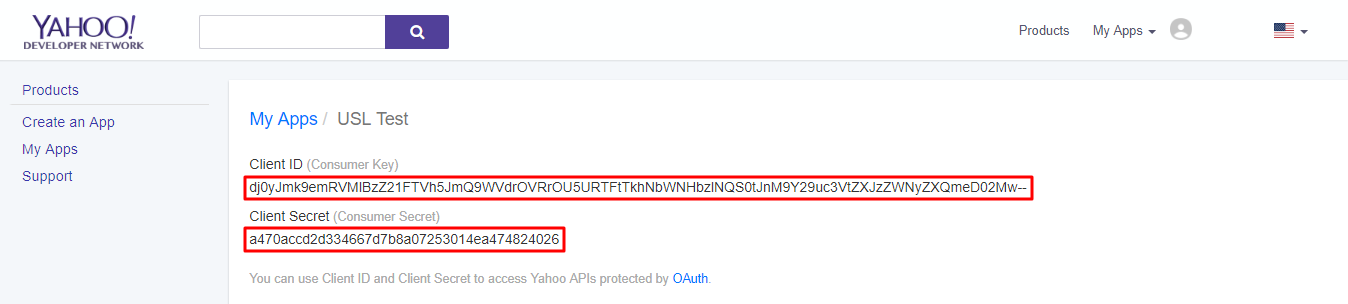 YAHOO!
DEVELOPER NETWORK
Products
My Apps
Products
Create an App
My Apps
Support
My Apps / USL Test
Client ID (Consumer Key)
dj0yJmk9emRVMlBzZ21FTVh5JmQ9WVdrOVRrOU5URTFtTkhNbWNHbzlNQS0tJnM9Y29uc3VtZXJzZWNyZXQmeD02Mw--
Client Secret (Consumer Secret)
a470accd2d334667d7b8a07253014ea474824026
You can use Client ID and Client Secret to access Yahoo APIs protected by OAuth.